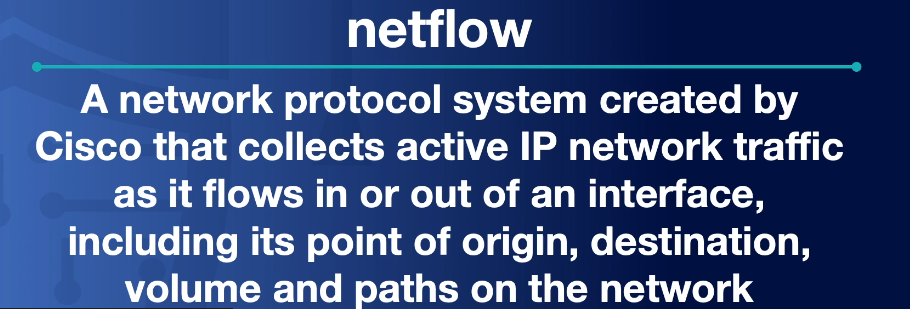 netflow
A network protocol system created by
Cisco that collects active IP network traffic
as it flows in or out of an interface,
including its point of origin, destination,
volume and paths on the network